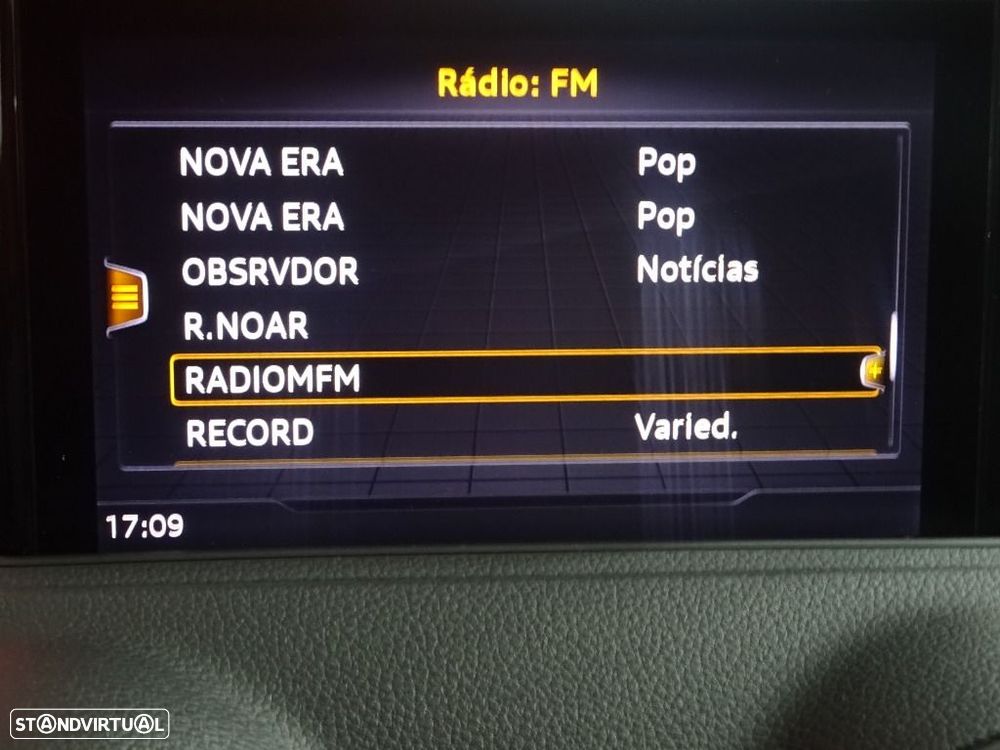 Rádio: FM
NOVA ERA Pop
NOVA ERA Pop
OBSRVDOR Notícias
R.NOAR
RADIOMFM
RECORD Varied.
17:09
STANDVIRTUAL